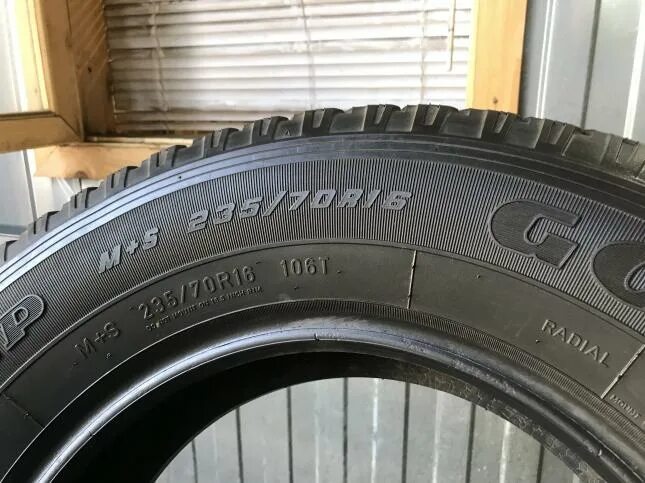 M+S 235/70R16
GO
P
M+S 235/70R16 106T
RADIAL